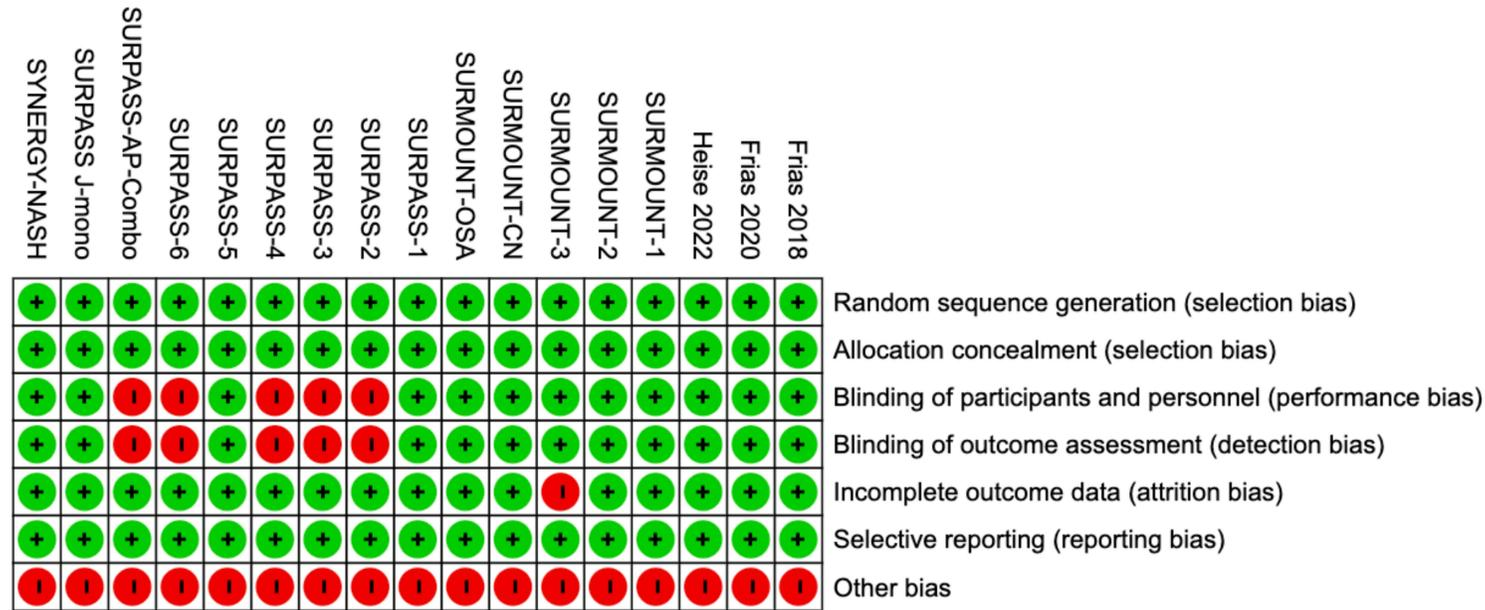 SYNERGY-NASH
SURPASS J-mono
SURPASS-AP-Combo
SURPASS-6
SURPASS-5
SURPASS-4
SURPASS-3
SURPASS-2
SURPASS-1
SURMOUNT-OSA
SURMOUNT-CN
SURMOUNT-3
SURMOUNT-2
SURMOUNT-1
Heise 2022
Frias 2020
Frias 2018
+ + + + + + + + + + + + + + + + + Random sequence generation (selection bias)
+ + + + + + + + + + + + + + + + + Allocation concealment (selection bias)
+ + - - + - - - + + + + + + + + + Blinding of participants and personnel (performance bias)
+ + - - + - - - + + + + + + + + + Blinding of outcome assessment (detection bias)
+ + + + + + + + + + + - + + + + + Incomplete outcome data (attrition bias)
+ + + + + + + + + + + + + + + + + Selective reporting (reporting bias)
- - - - - - - - - - - - - - - - - Other bias